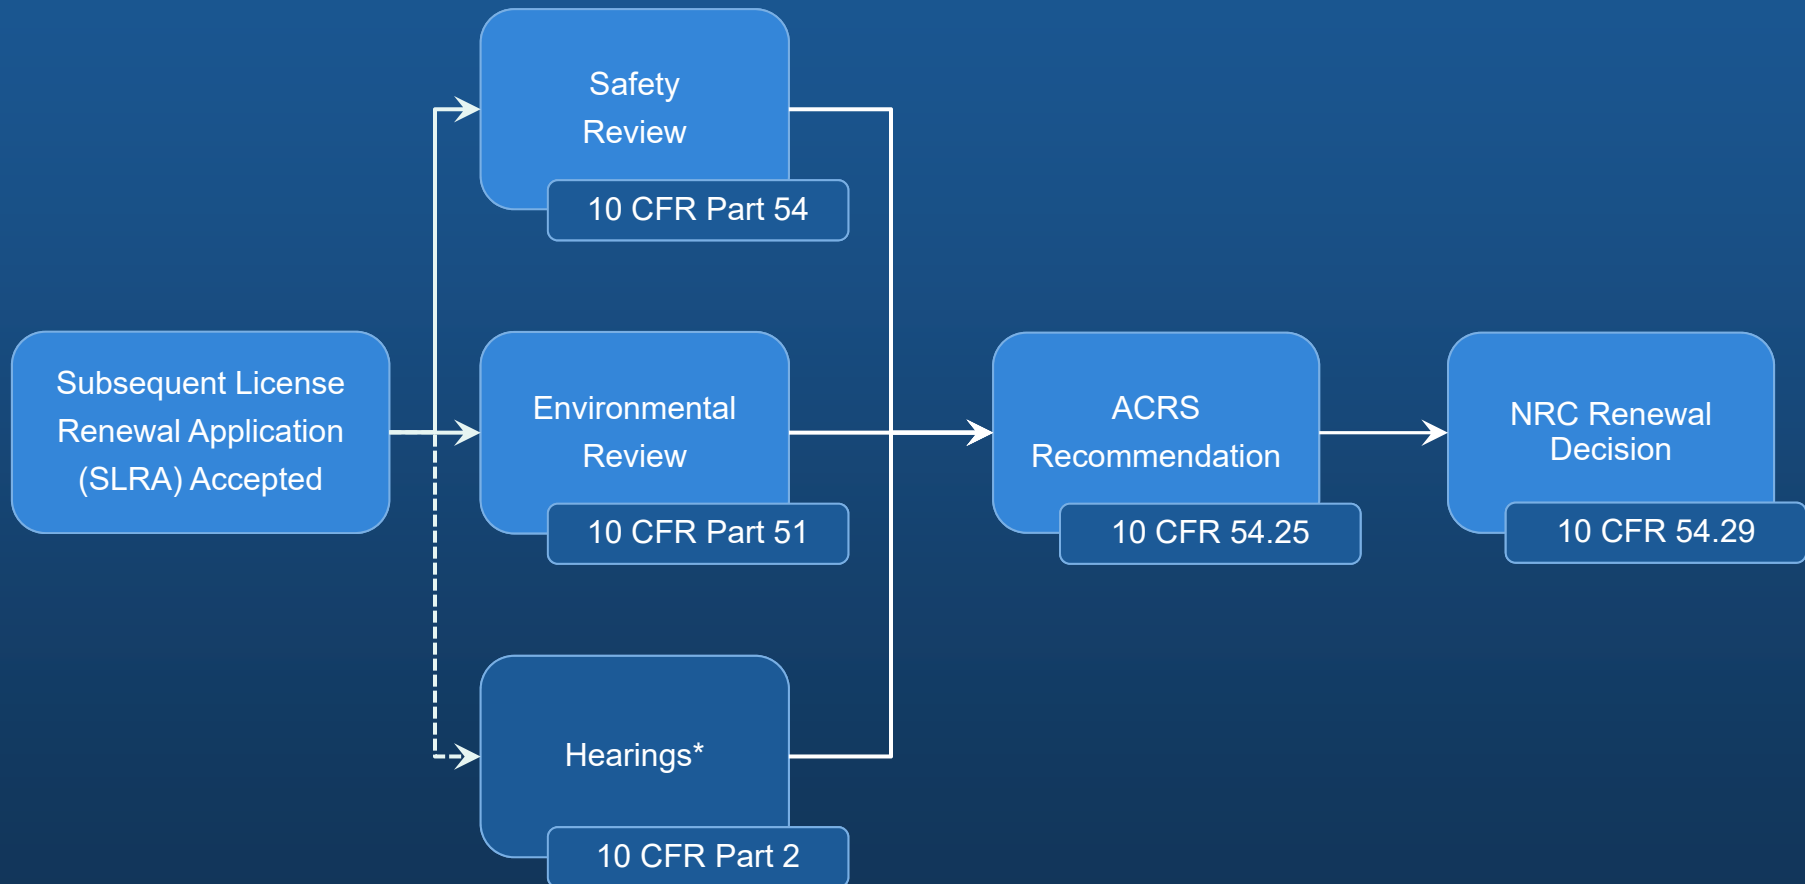 Safety
Review
10 CFR Part 54
Subsequent License
Renewal Application
(SLRA) Accepted
Environmental
Review
10 CFR Part 51
ACRS
Recommendation
10 CFR 54.25
NRC Renewal
Decision
10 CFR 54.29
Hearings*
10 CFR Part 2